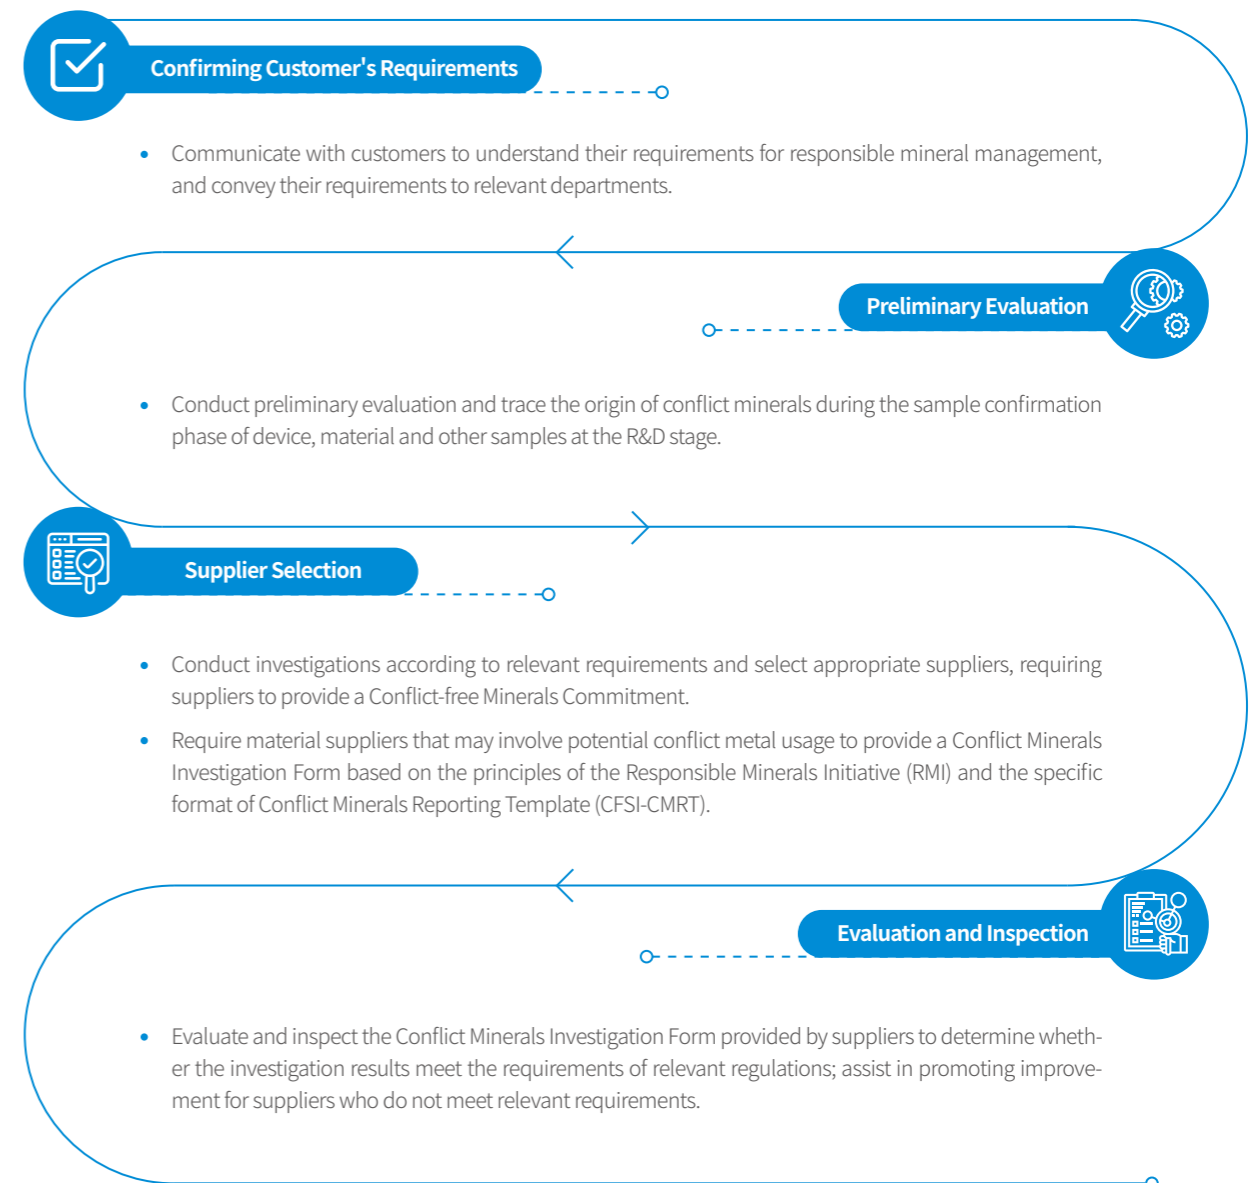 Confirming Customer's Requirements
• Communicate with customers to understand their requirements for responsible mineral management,
and convey their requirements to relevant departments.
Preliminary Evaluation
• Conduct preliminary evaluation and trace the origin of conflict minerals during the sample confirmation
phase of device, material and other samples at the R&D stage.
Supplier Selection
• Conduct investigations according to relevant requirements and select appropriate suppliers, requiring
suppliers to provide a Conflict-free Minerals Commitment.
• Require material suppliers that may involve potential conflict metal usage to provide a Conflict Minerals
Investigation Form based on the principles of the Responsible Minerals Initiative (RMI) and the specific
format of Conflict Minerals Reporting Template (CFSI-CMRT).
Evaluation and Inspection
• Evaluate and inspect the Conflict Minerals Investigation Form provided by suppliers to determine wheth-
er the investigation results meet the requirements of relevant regulations; assist in promoting improve-
ment for suppliers who do not meet relevant requirements.